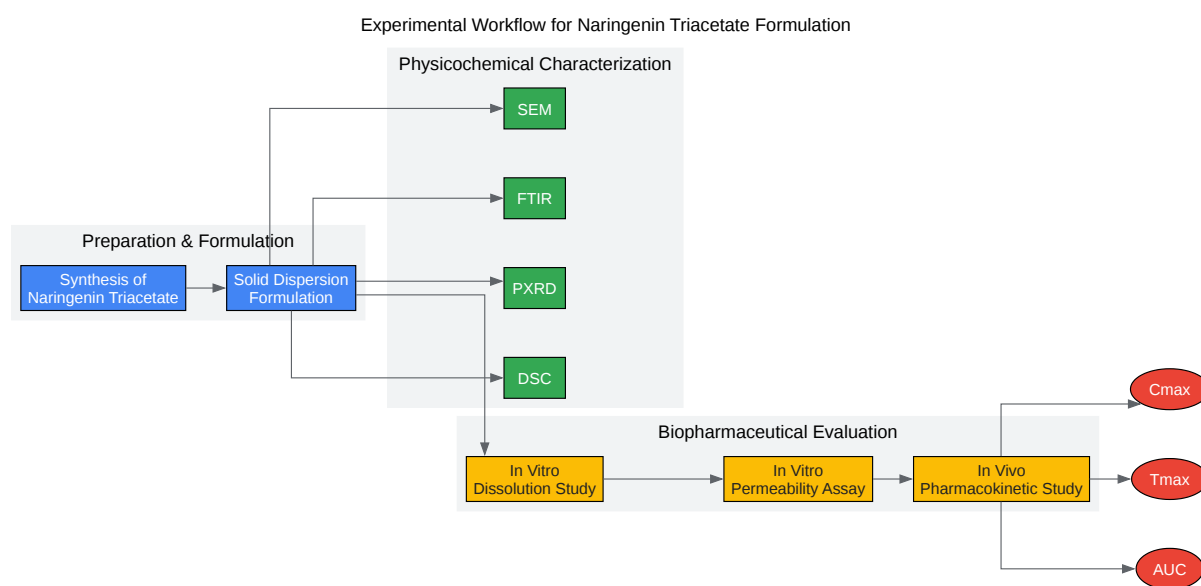 Experimental Workflow for Naringenin Triacetate Formulation
Physicochemical Characterization
SEM
FTIR
Preparation & Formulation
Synthesis of
Naringenin Triacetate
Solid Dispersion
Formulation
PXRD
DSC
Biopharmaceutical Evaluation
In Vitro
Dissolution Study
In Vitro
Permeability Assay
In Vivo
Pharmacokinetic Study
Cmax
Tmax
AUC